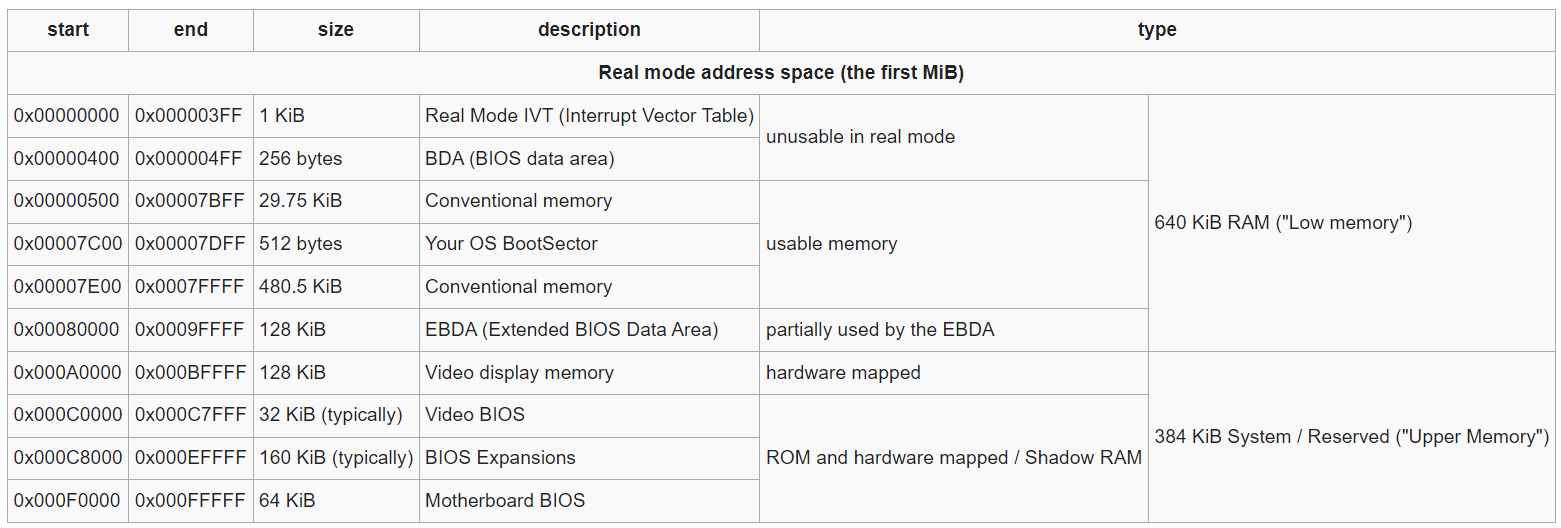 start end size description type
Real mode address space (the first MiB)
0x00000000 0x000003FF 1 KiB Real Mode IVT (Interrupt Vector Table)
unusable in real mode
0x00000400 0x000004FF 256 bytes BDA (BIOS data area)
0x00000500 0x00007BFF 29.75 KiB Conventional memory
640 KiB RAM ("Low memory")
0x00007C00 0x00007DFF 512 bytes Your OS BootSector usable memory
0x00007E00 0x0007FFFF 480.5 KiB Conventional memory
0x00080000 0x0009FFFF 128 KiB EBDA (Extended BIOS Data Area) partially used by the EBDA
0x000A0000 0x000BFFFF 128 KiB Video display memory hardware mapped
0x000C0000 0x000C7FFF 32 KiB (typically) Video BIOS
384 KiB System / Reserved ("Upper Memory")
0x000C8000 0x000EFFFF 160 KiB (typically) BIOS Expansions ROM and hardware mapped / Shadow RAM
0x000F0000 0x000FFFFF 64 KiB Motherboard BIOS